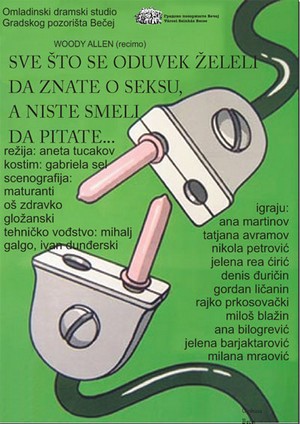 Omladinski dramski studio
Gradskog pozorišta Bečej
WOODY ALLEN (recimo)
SVE ŠTO SE ODUVEK ŽELELI
DA ZNATE O SEKSU,
A NISTE SMELI
DA PITATE...
režija: aneta tucakov
kostim: gabriela sel
scenografija:
maturanti
oš zdravko
gložanski
tehničko vođstvo: mihalj
galgo, ivan dunđerski
igraju:
ana martinov
tatjana avramov
nikola petrović
jelena rea ćirić
denis đuričin
gordan ličanin
rajko prkosovački
miloš blažin
ana bilogrević
jelena barjaktarović
milana mraović